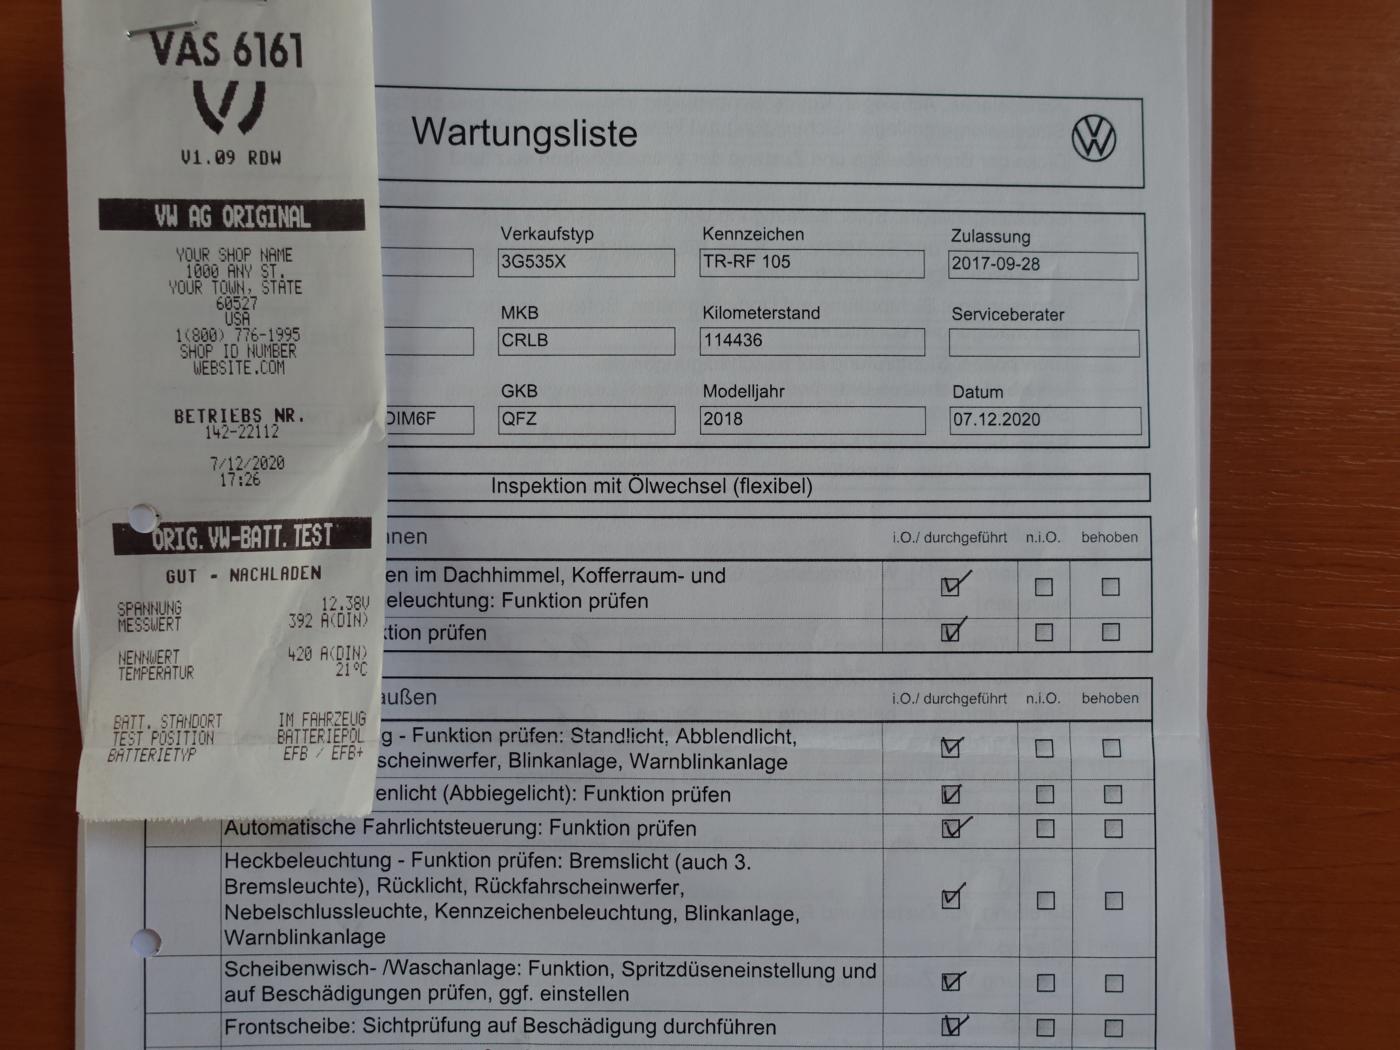 VAS 6161
V1.09 RDW
VW AG ORIGINAL
YOUR SHOP NAME
1000 ANY ST.
YOUR TOWN, STATE
60527
USA
1(800) 776-1995
SHOP ID NUMBER
WEBSITE.COM
BETRIEBS NR.
142-22112
7/12/2020
17:26
ORIG. VW-BATT. TEST
GUT - NACHLADEN
SPANNUNG 12.38V
MESSWERT 392 A(DIN)
NENNWERT 420 A(DIN)
TEMPERATUR 21°C
BATT. STANDORT IM FAHRZEUG
TEST POSITION BATTERIEPOL
BATTERIETYP EFB / EFB+
Wartungsliste
Verkaufstyp Kennzeichen Zulassung
3G535X TR-RF 105 2017-09-28
MKB Kilometerstand Serviceberater
CRLB 114436
GKB Modelljahr Datum
DIM6F QFZ 2018 07.12.2020
Inspektion mit Ölwechsel (flexibel)
nnen i.O./ durchgeführt n.i.O. behoben
en im Dachhimmel, Kofferraum- und
eleuchtung: Funktion prüfen
ktion prüfen
außen i.O./ durchgeführt n.i.O. behoben
g - Funktion prüfen: Standlicht, Abblendlicht,
scheinwerfer, Blinkanlage, Warnblinkanlage
enlicht (Abbiegelicht): Funktion prüfen
Automatische Fahrlichtsteuerung: Funktion prüfen
Heckbeleuchtung - Funktion prüfen: Bremslicht (auch 3.
Bremsleuchte), Rücklicht, Rückfahrscheinwerfer,
Nebelschlussleuchte, Kennzeichenbeleuchtung, Blinkanlage,
Warnblinkanlage
Scheibenwisch- /Waschanlage: Funktion, Spritzdüseneinstellung und
auf Beschädigungen prüfen, ggf. einstellen
Frontscheibe: Sichtprüfung auf Beschädigung durchführen